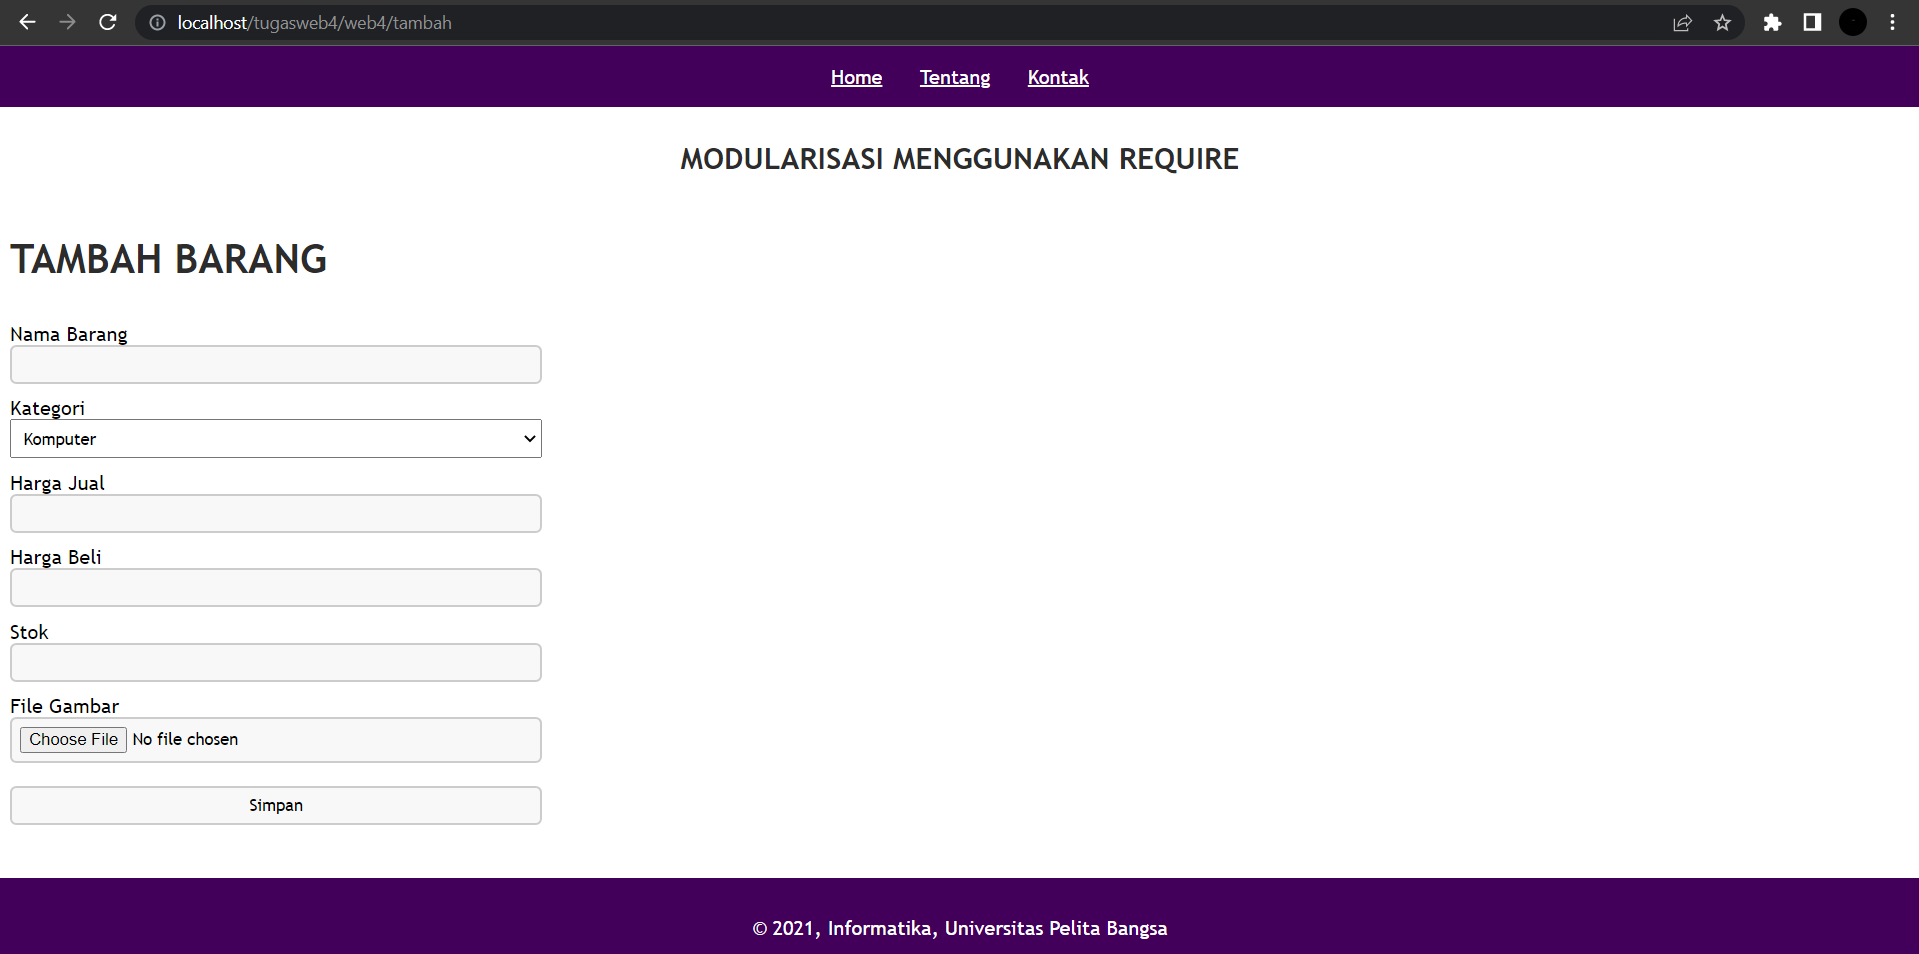 localhost/tugasweb4/web4/tambah
Home Tentang Kontak
MODULARISASI MENGGUNAKAN REQUIRE
TAMBAH BARANG
Nama Barang
Kategori
Komputer
Harga Jual
Harga Beli
Stok
File Gambar
Choose File No file chosen
Simpan
© 2021, Informatika, Universitas Pelita Bangsa